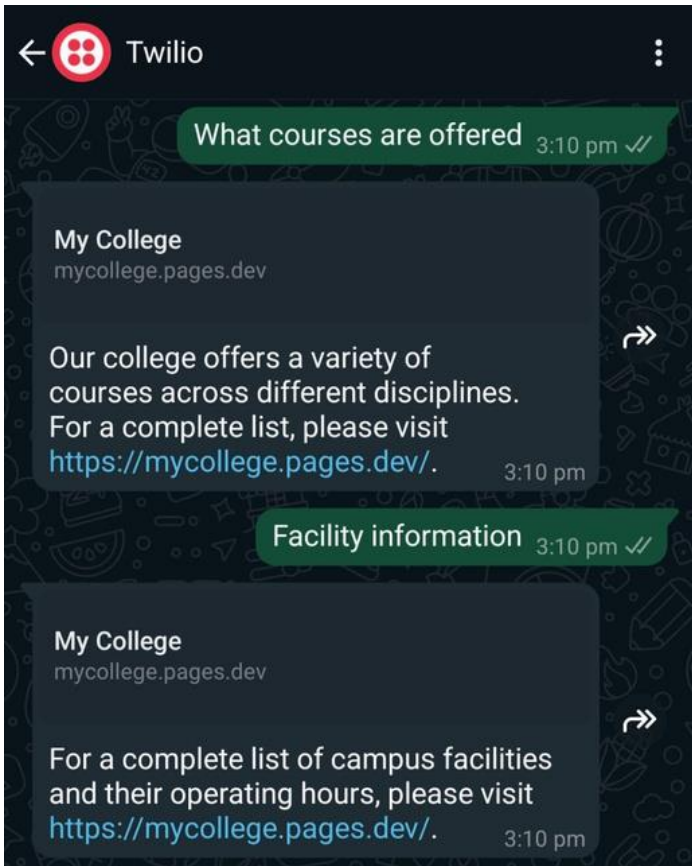 Twilio
What courses are offered 3:10 pm
My College
mycollege.pages.dev
Our college offers a variety of
courses across different disciplines.
For a complete list, please visit
https://mycollege.pages.dev/. 3:10 pm
Facility information 3:10 pm
My College
mycollege.pages.dev
For a complete list of campus facilities
and their operating hours, please visit
https://mycollege.pages.dev/. 3:10 pm